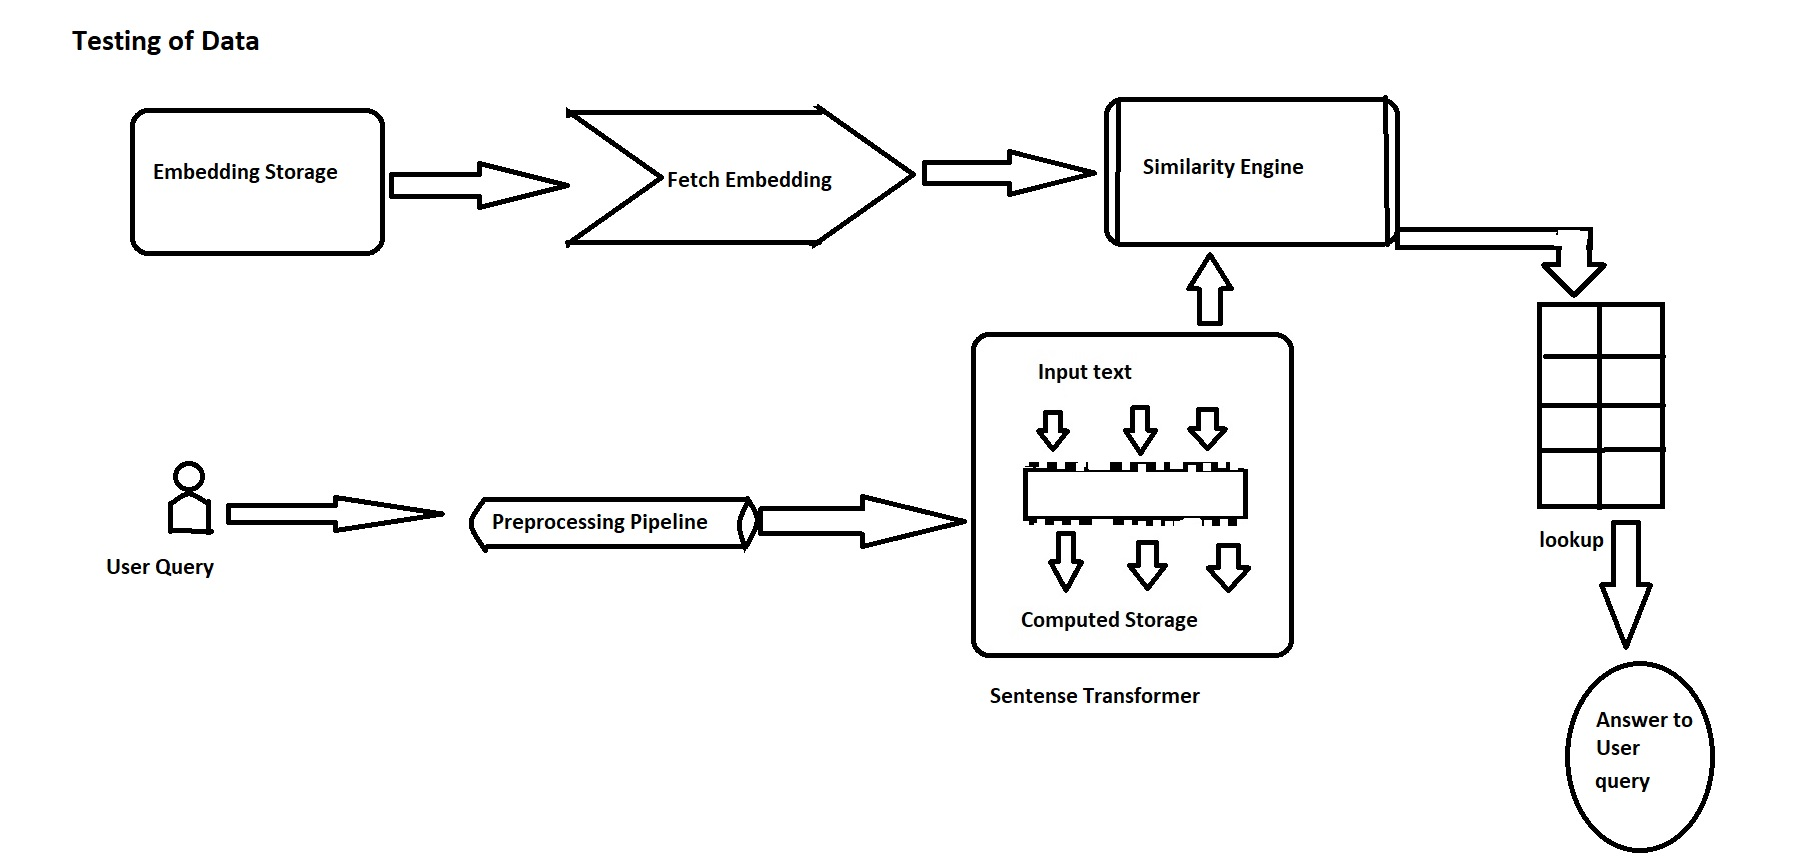 Testing of Data
Embedding Storage
Fetch Embedding
Similarity Engine
Input text
User Query
Preprocessing Pipeline
Computed Storage
Sentense Transformer
lookup
Answer to
User
query